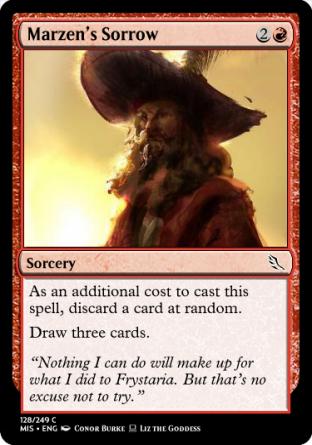 Marzen's Sorrow 2
Sorcery
As an additional cost to cast this
spell, discard a card at random.
Draw three cards.
“Nothing I can do will make up for
what I did to Frystaria. But that's no
excuse not to try.”
128/249 C
MIS • ENG Conor Burke Liz the Goddess